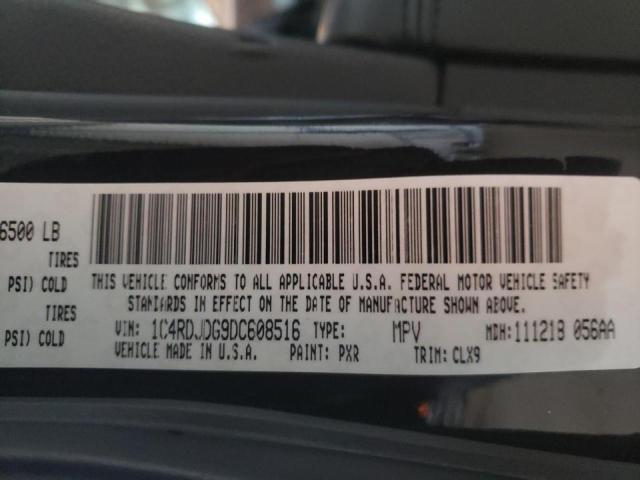 6500 LB
TIRES
PSI) COLD
TIRES
PSI) COLD
THIS VEHICLE CONFORMS TO ALL APPLICABLE U.S.A. FEDERAL MOTOR VEHICLE SAFETY
STANDARDS IN EFFECT ON THE DATE OF MANUFACTURE SHOWN ABOVE.
VIN: 1C4RDJDG9DC608516 TYPE: MPV MDH: 111213 056AA
VEHICLE MADE IN U.S.A. PAINT: PXR TRIM: CLX9